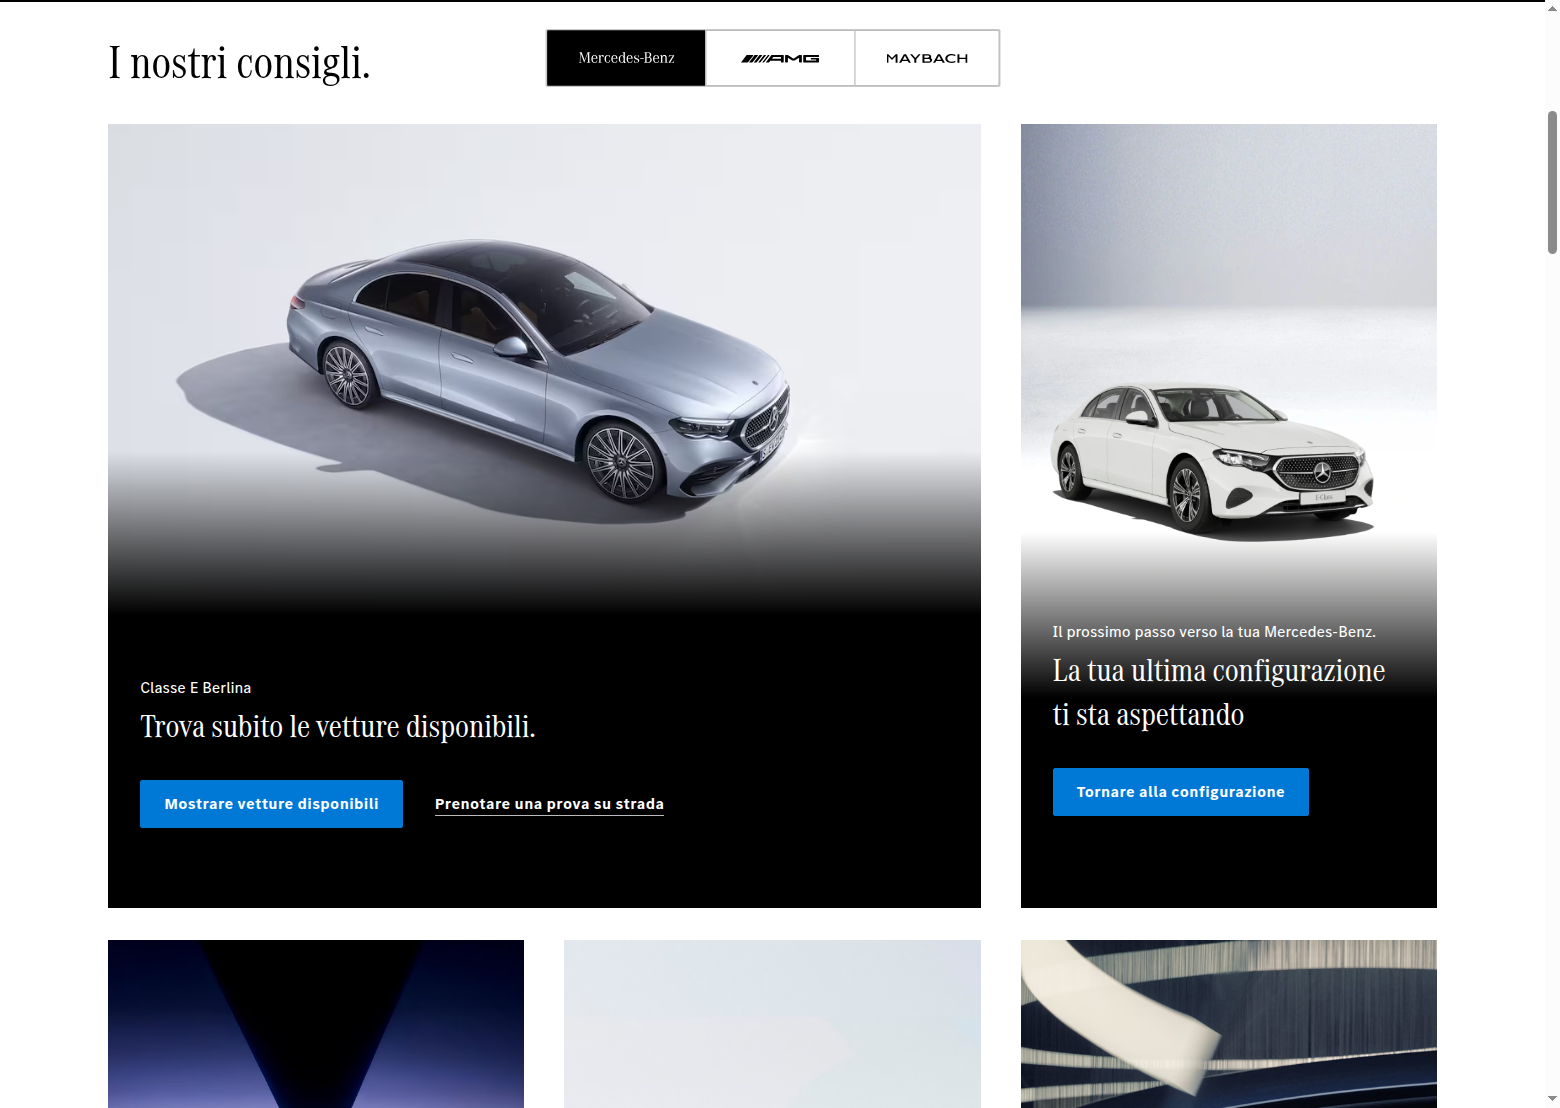 I nostri consigli.
Mercedes-Benz
AMG
MAYBACH
Classe E Berlina
Trova subito le vetture disponibili.
Mostrare vetture disponibili
Prenotare una prova su strada
E-Class
Il prossimo passo verso la tua Mercedes-Benz.
La tua ultima configurazione
ti sta aspettando
Tornare alla configurazione